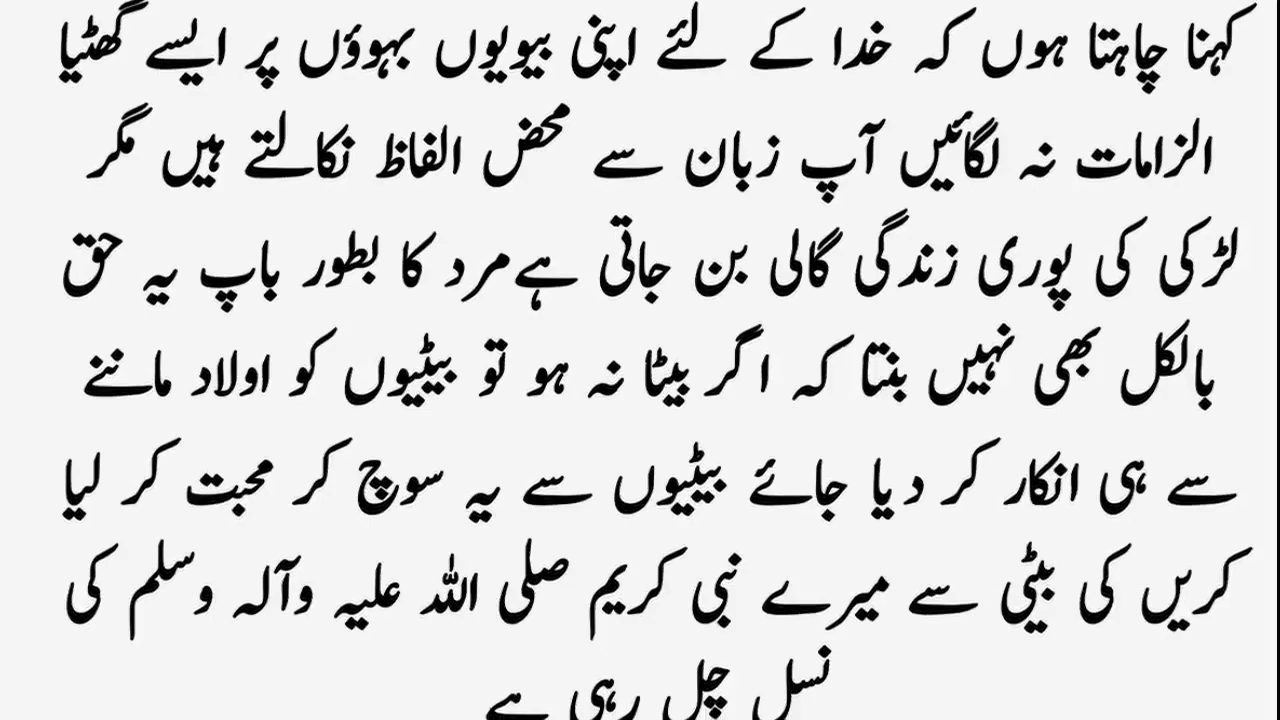 کہنا چاہتا ہوں کہ خدا کے لئے اپنی بیویوں بہوؤں پر ایسے گھٹیا
الزامات نہ لگائیں آپ زبان سے محض الفاظ نکالتے ہیں مگر
لڑکی کی پوری زندگی گالی بن جاتی ہے مرد کا بطور باپ یہ حق
بالکل بھی نہیں بنتا کہ اگر بیٹا نہ ہو تو بیٹیوں کو اولاد ماننے
سے ہی انکار کر دیا جائے بیٹیوں سے یہ سوچ کر محبت کر لیا
کریں کی بیٹی سے میرے نبی کریم صلی اللہ علیہ وآلہ وسلم کی
نسل چل رہی ہے